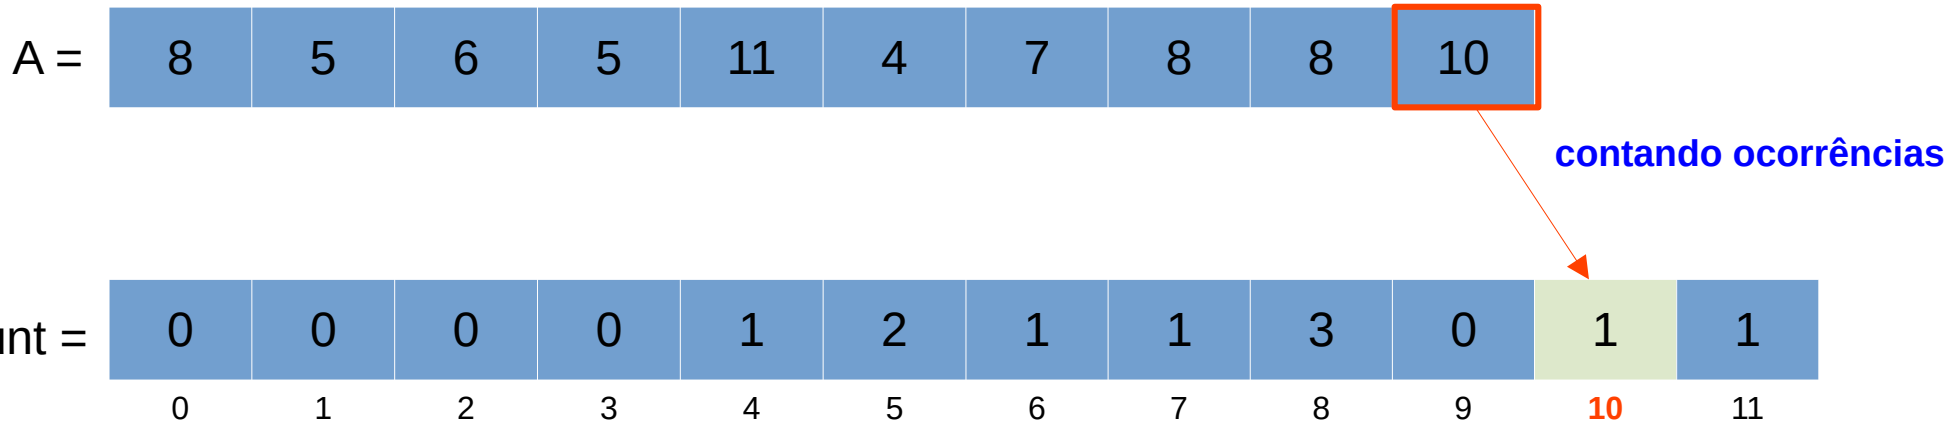 A = 8 5 6 5 11 4 7 8 8 10
contando ocorrências
unt = 0 0 0 0 1 2 1 1 3 0 1 1
0 1 2 3 4 5 6 7 8 9 10 11